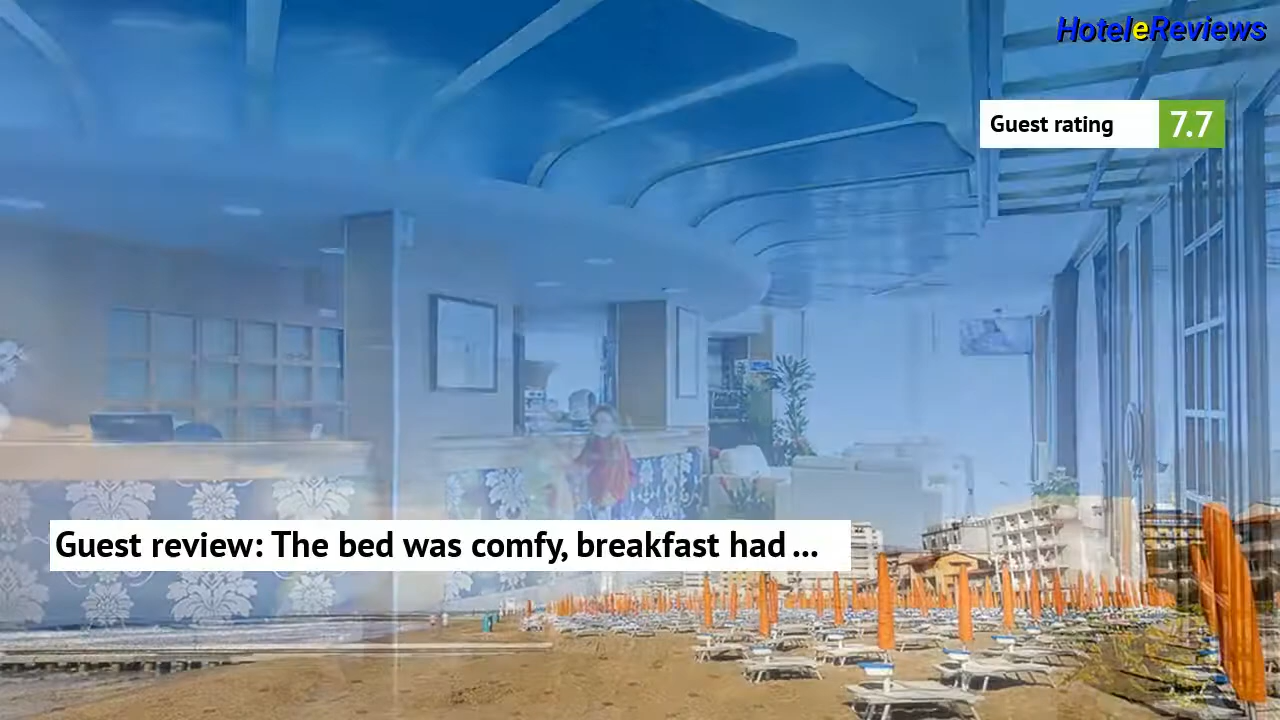 HoteleReviews
Guest rating 7.7
Guest review: The bed was comfy, breakfast had ...